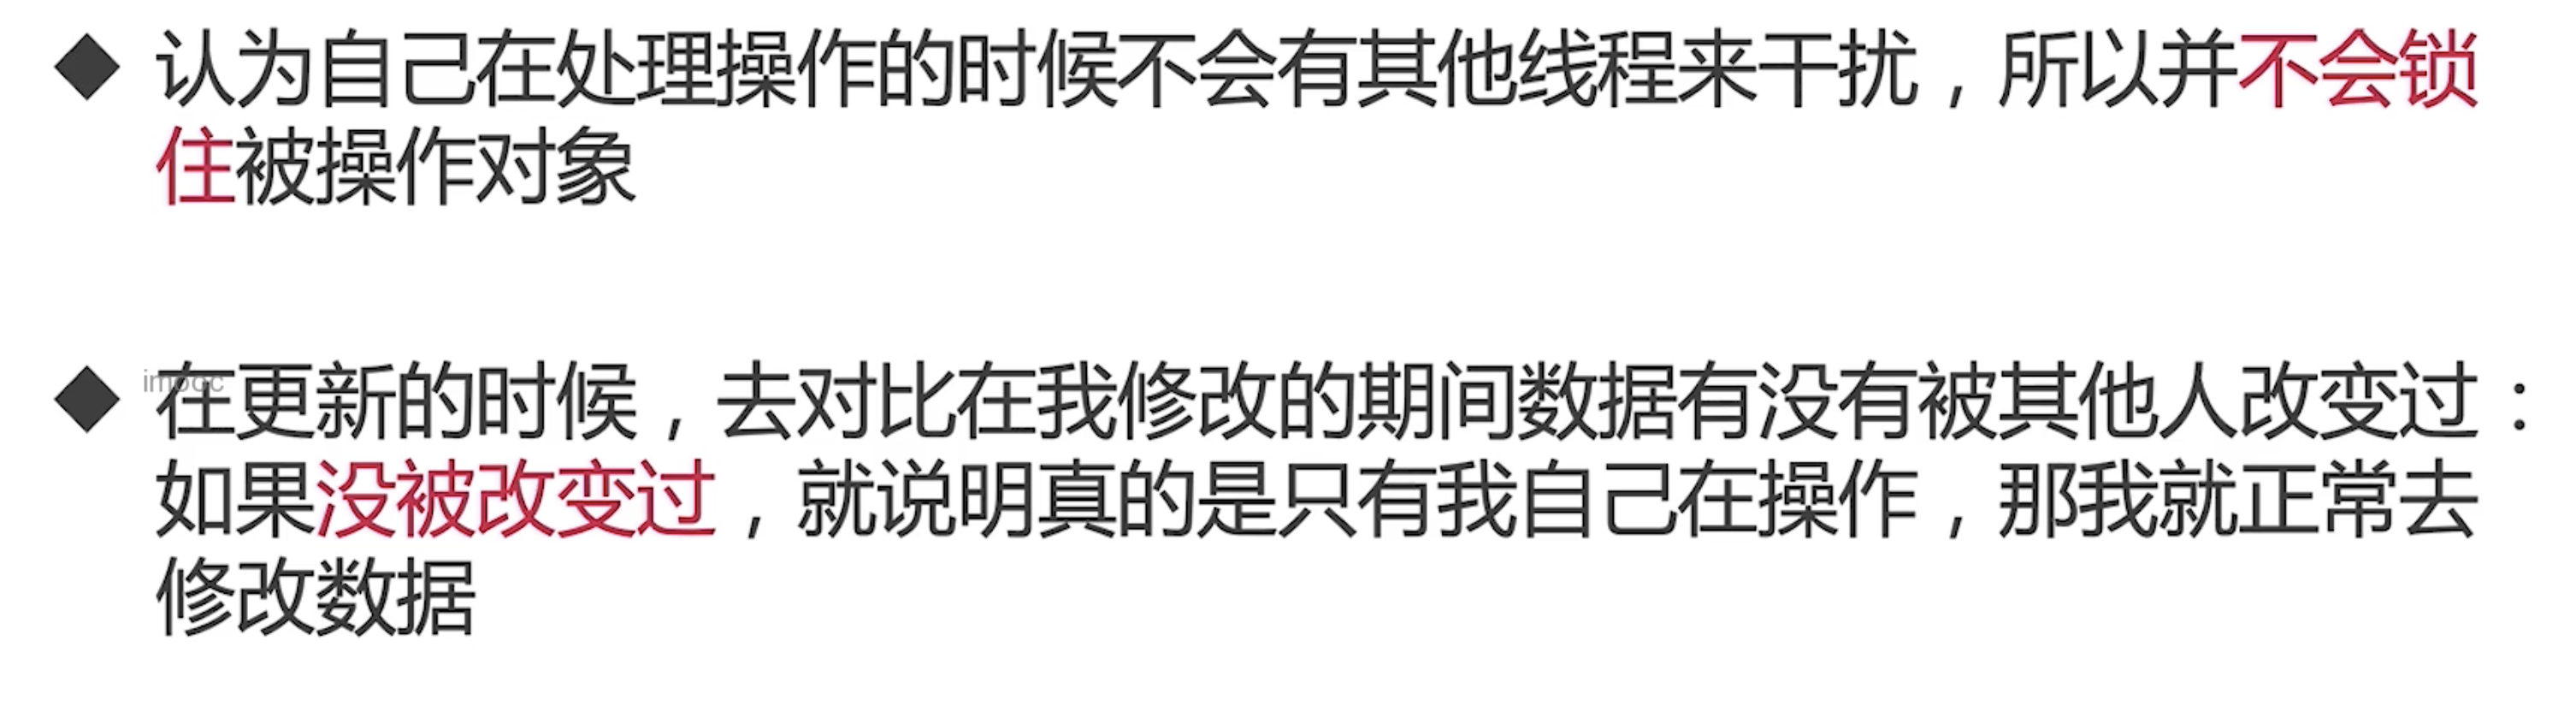 ◆ 认为自己在处理操作的时候不会有其他线程来干扰，所以并不会锁
住被操作对象
◆ 在更新的时候，去对比在我修改的期间数据有没有被其他人改变过：
如果没被改变过，就说明真的是只有我自己在操作，那我就正常去
修改数据
imooc